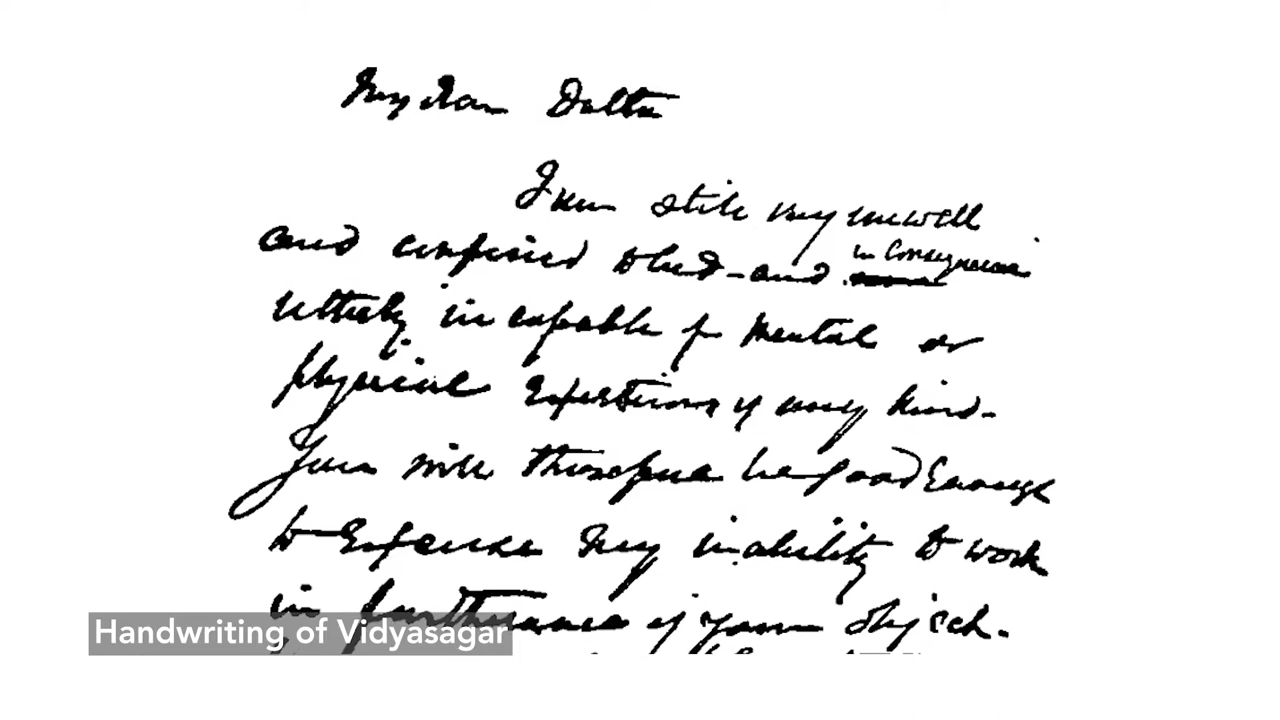 My dear Dutta
I am still very unwell
and confined to bed - and in consequence
utterly incapable of mental or
physical exertions of any kind.
You will therefore be good enough
to excuse my inability to work
in furtherance of your object.
Handwriting of Vidyasagar